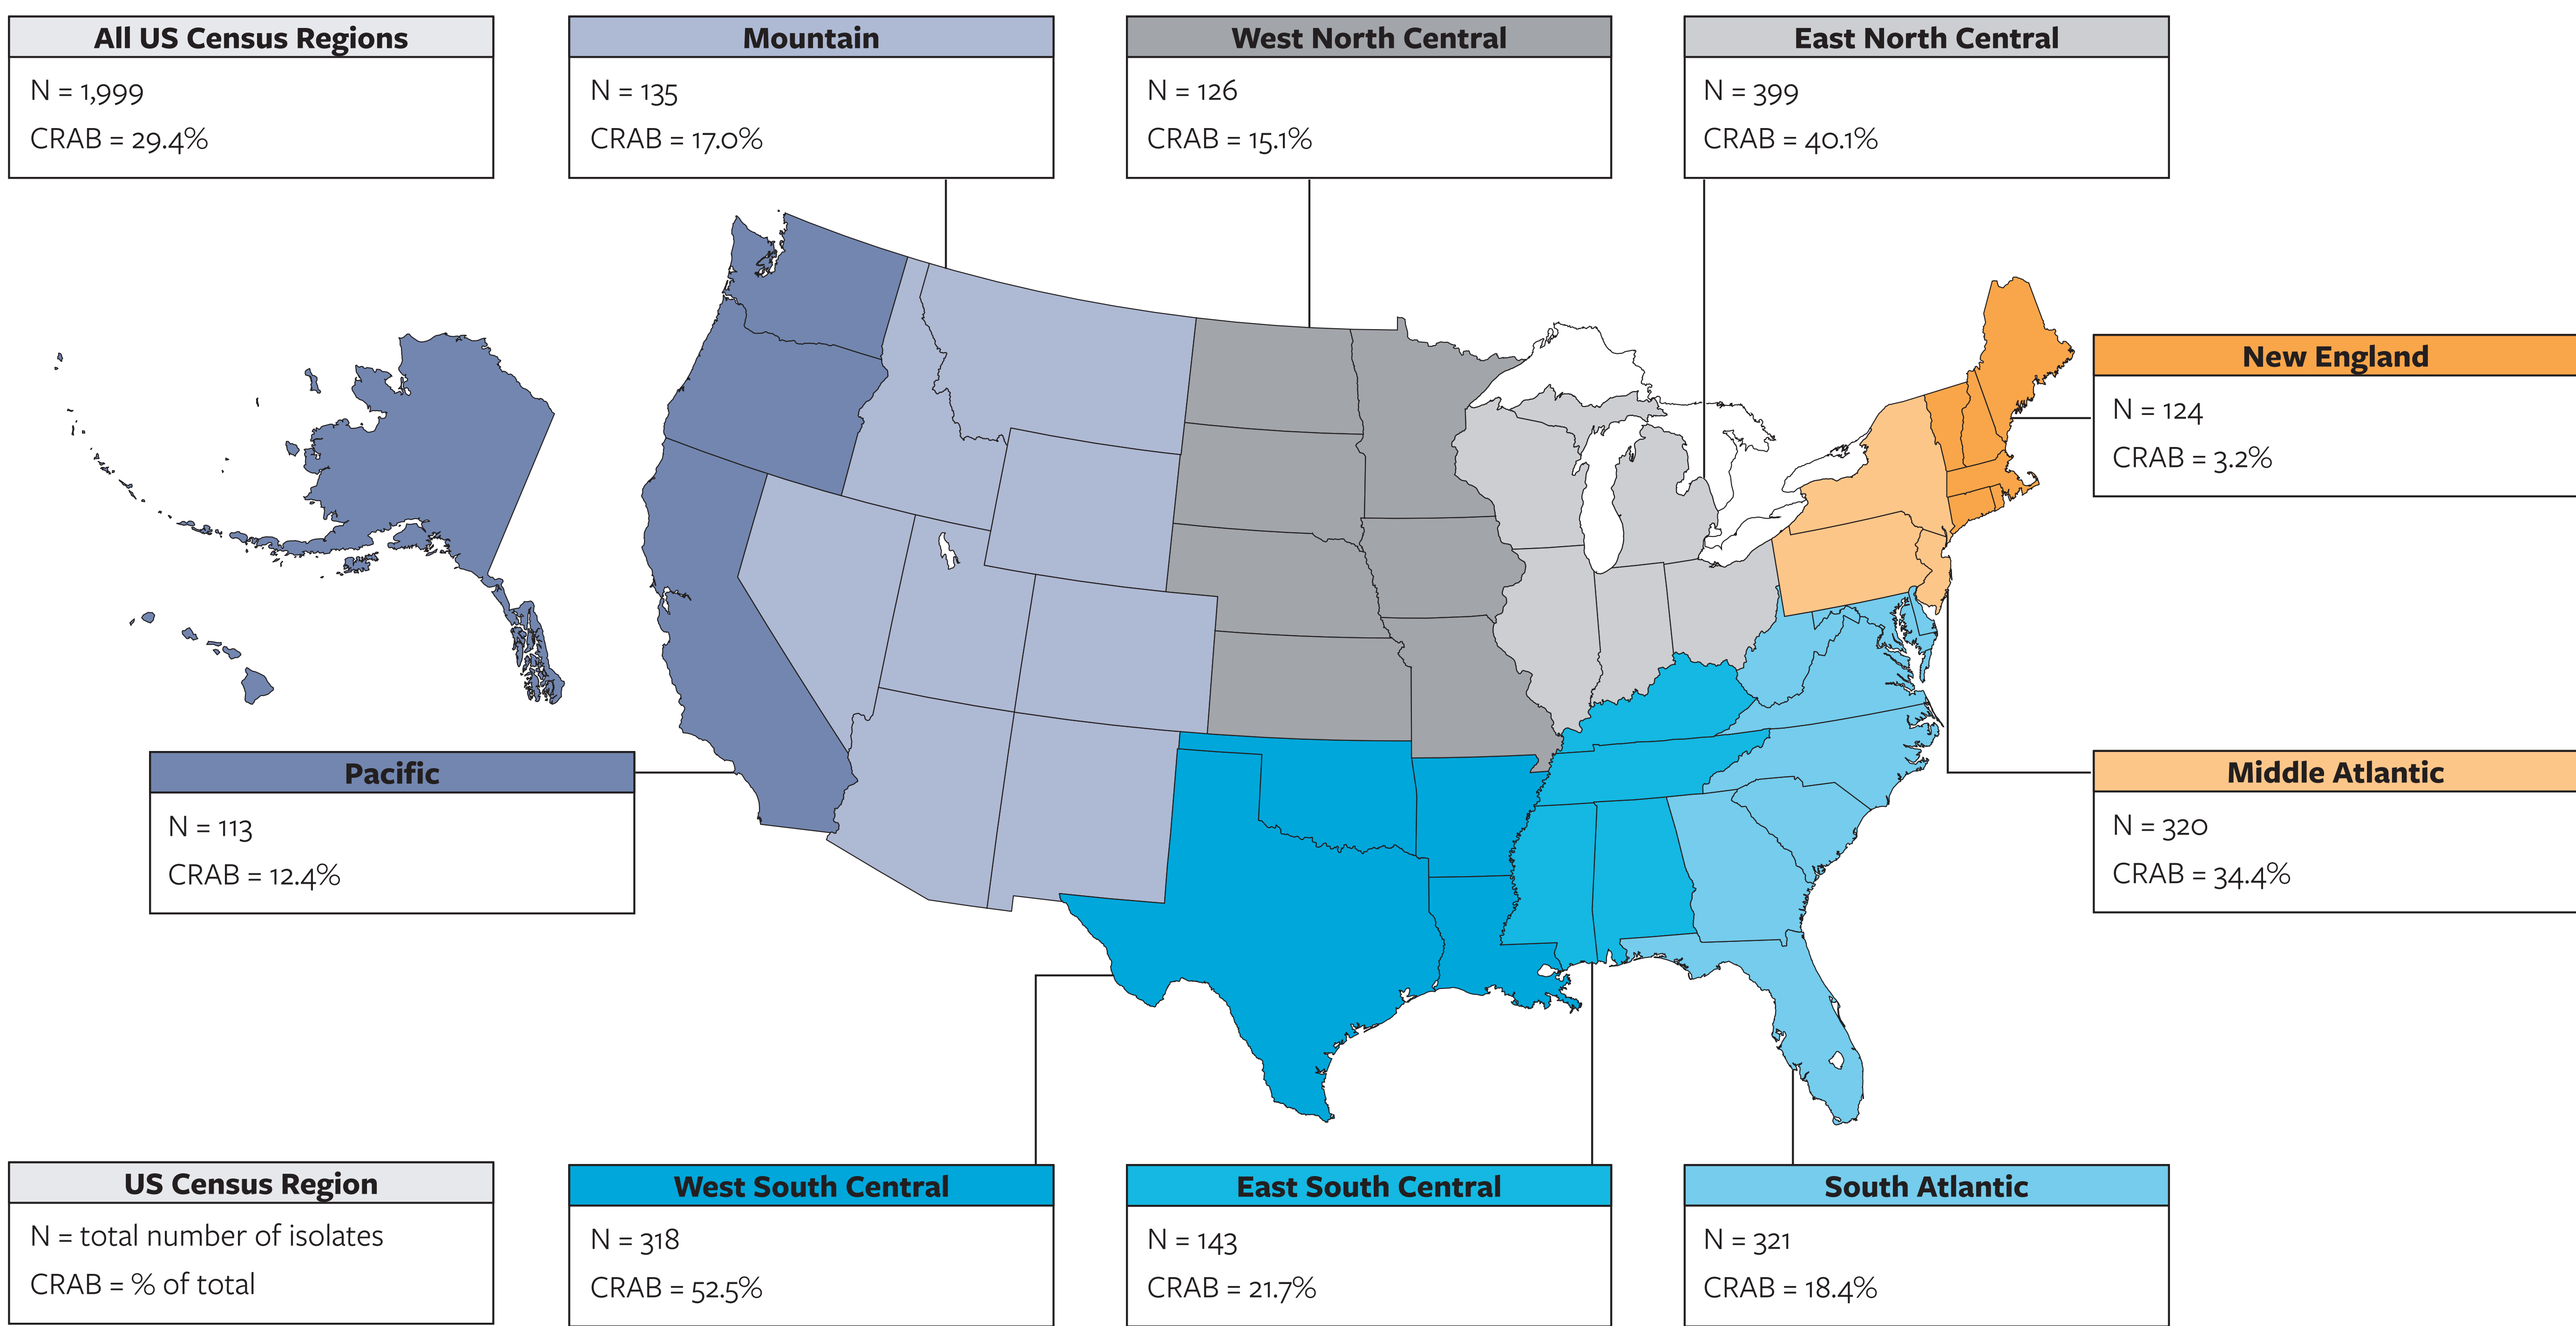 All US Census Regions
N = 1,999
CRAB = 29.4%
Mountain
N = 135
CRAB = 17.0%
West North Central
N = 126
CRAB = 15.1%
East North Central
N = 399
CRAB = 40.1%
New England
N = 124
CRAB = 3.2%
Pacific
N = 113
CRAB = 12.4%
Middle Atlantic
N = 320
CRAB = 34.4%
US Census Region
N = total number of isolates
CRAB = % of total
West South Central
N = 318
CRAB = 52.5%
East South Central
N = 143
CRAB = 21.7%
South Atlantic
N = 321
CRAB = 18.4%